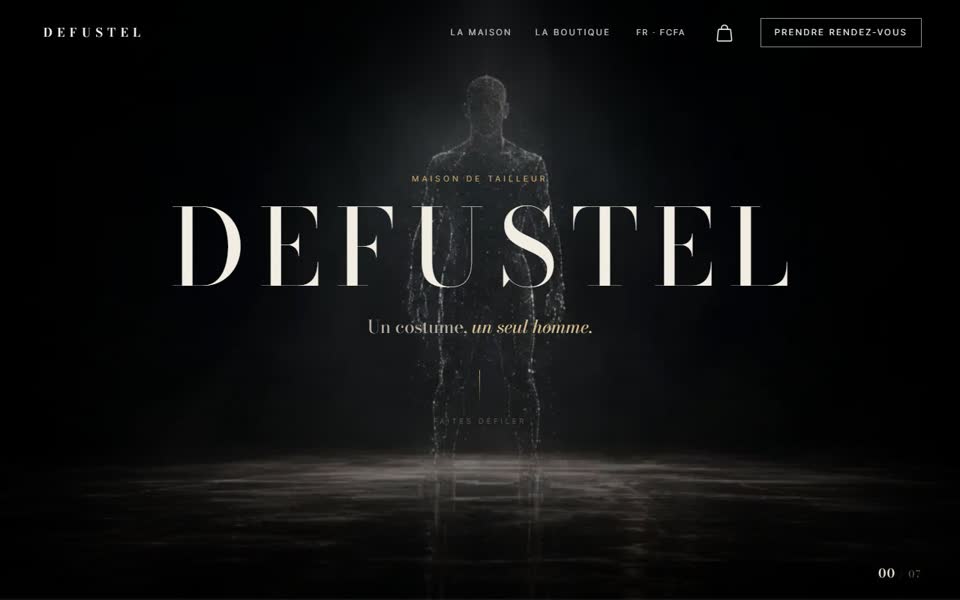 DEFUSTEL
LA MAISON
LA BOUTIQUE
FR · FCFA
PRENDRE RENDEZ-VOUS
MAISON DE TAILLEUR
DEFUSTEL
Un costume, un seul homme.
FAITES DÉFILER
00 / 07